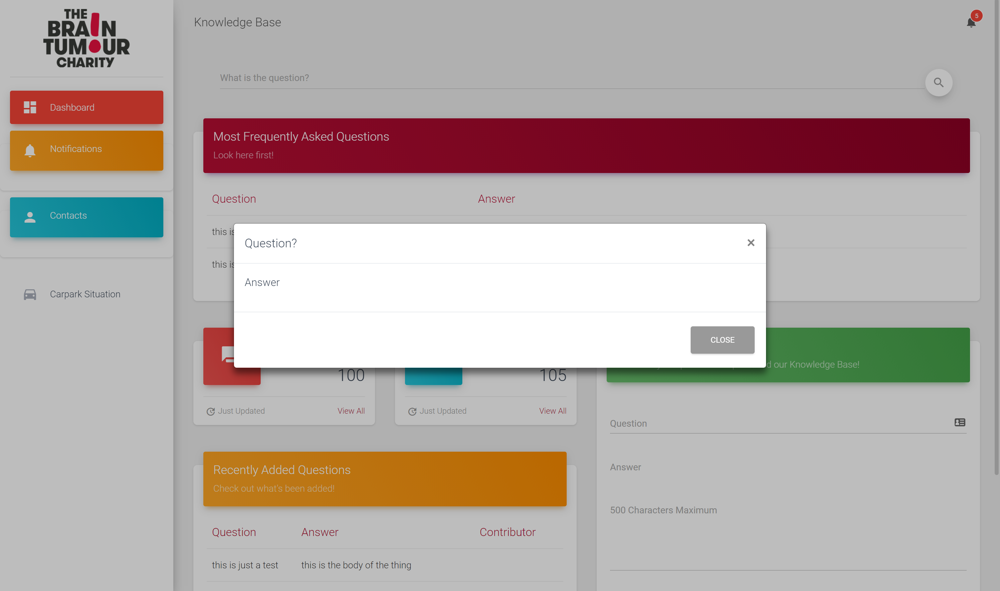 THE
BRAIN
TUMOUR
CHARITY
Dashboard
Notifications
Contacts
Carpark Situation
Knowledge Base
5
What is the question?
Most Frequently Asked Questions
Look here first!
Question Answer
this is
this is
Question?
×
Answer
CLOSE
100
Just Updated View All
105
Just Updated View All
our Knowledge Base!
Question
Answer
500 Characters Maximum
Recently Added Questions
Check out what's been added!
Question Answer Contributor
this is just a test this is the body of the thing